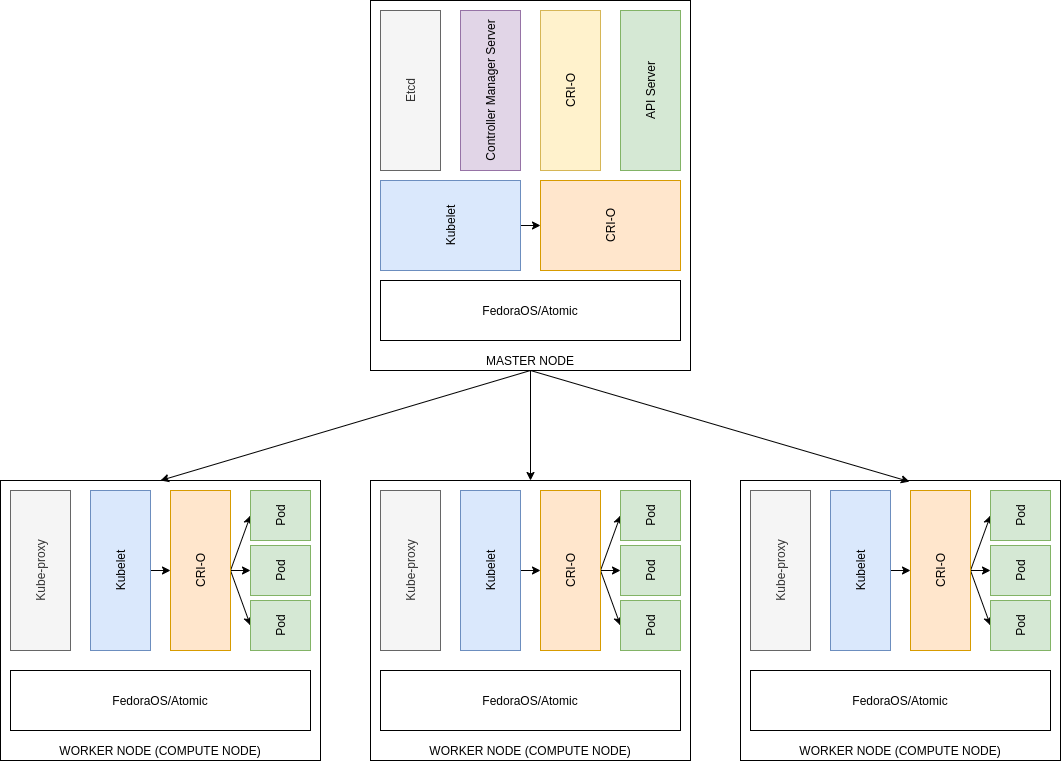 Etcd
Controller Manager Server
CRI-O
API Server
Kubelet
CRI-O
FedoraOS/Atomic
MASTER NODE
Kube-proxy
Kubelet
CRI-O
Pod
Pod
Pod
FedoraOS/Atomic
WORKER NODE (COMPUTE NODE)
Kube-proxy
Kubelet
CRI-O
Pod
Pod
Pod
FedoraOS/Atomic
WORKER NODE (COMPUTE NODE)
Kube-proxy
Kubelet
CRI-O
Pod
Pod
Pod
FedoraOS/Atomic
WORKER NODE (COMPUTE NODE)